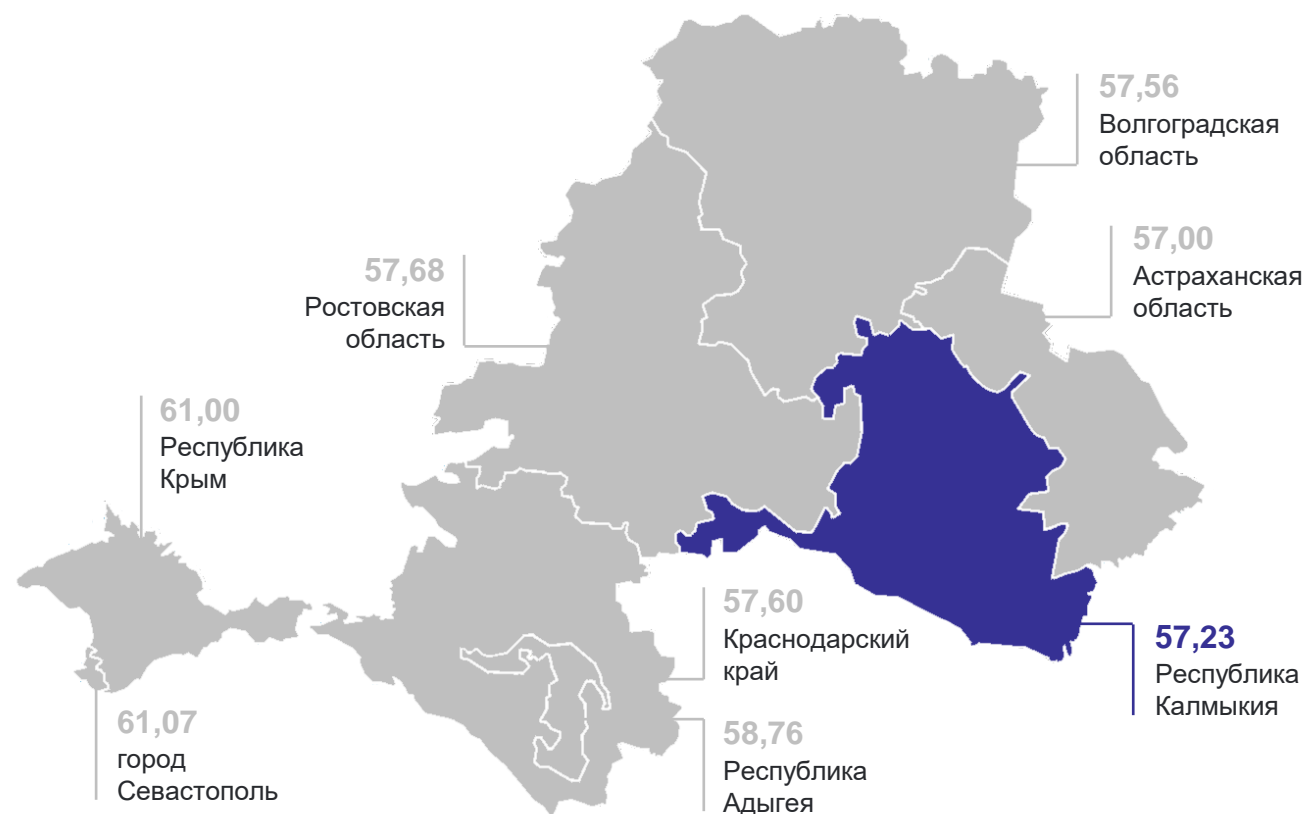 57,56
Волгоградская
область
57,00
Астраханская
область
57,68
Ростовская
область
61,00
Республика
Крым
57,60
Краснодарский
край
57,23
Республика
Калмыкия
61,07
город
Севастополь
58,76
Республика
Адыгея